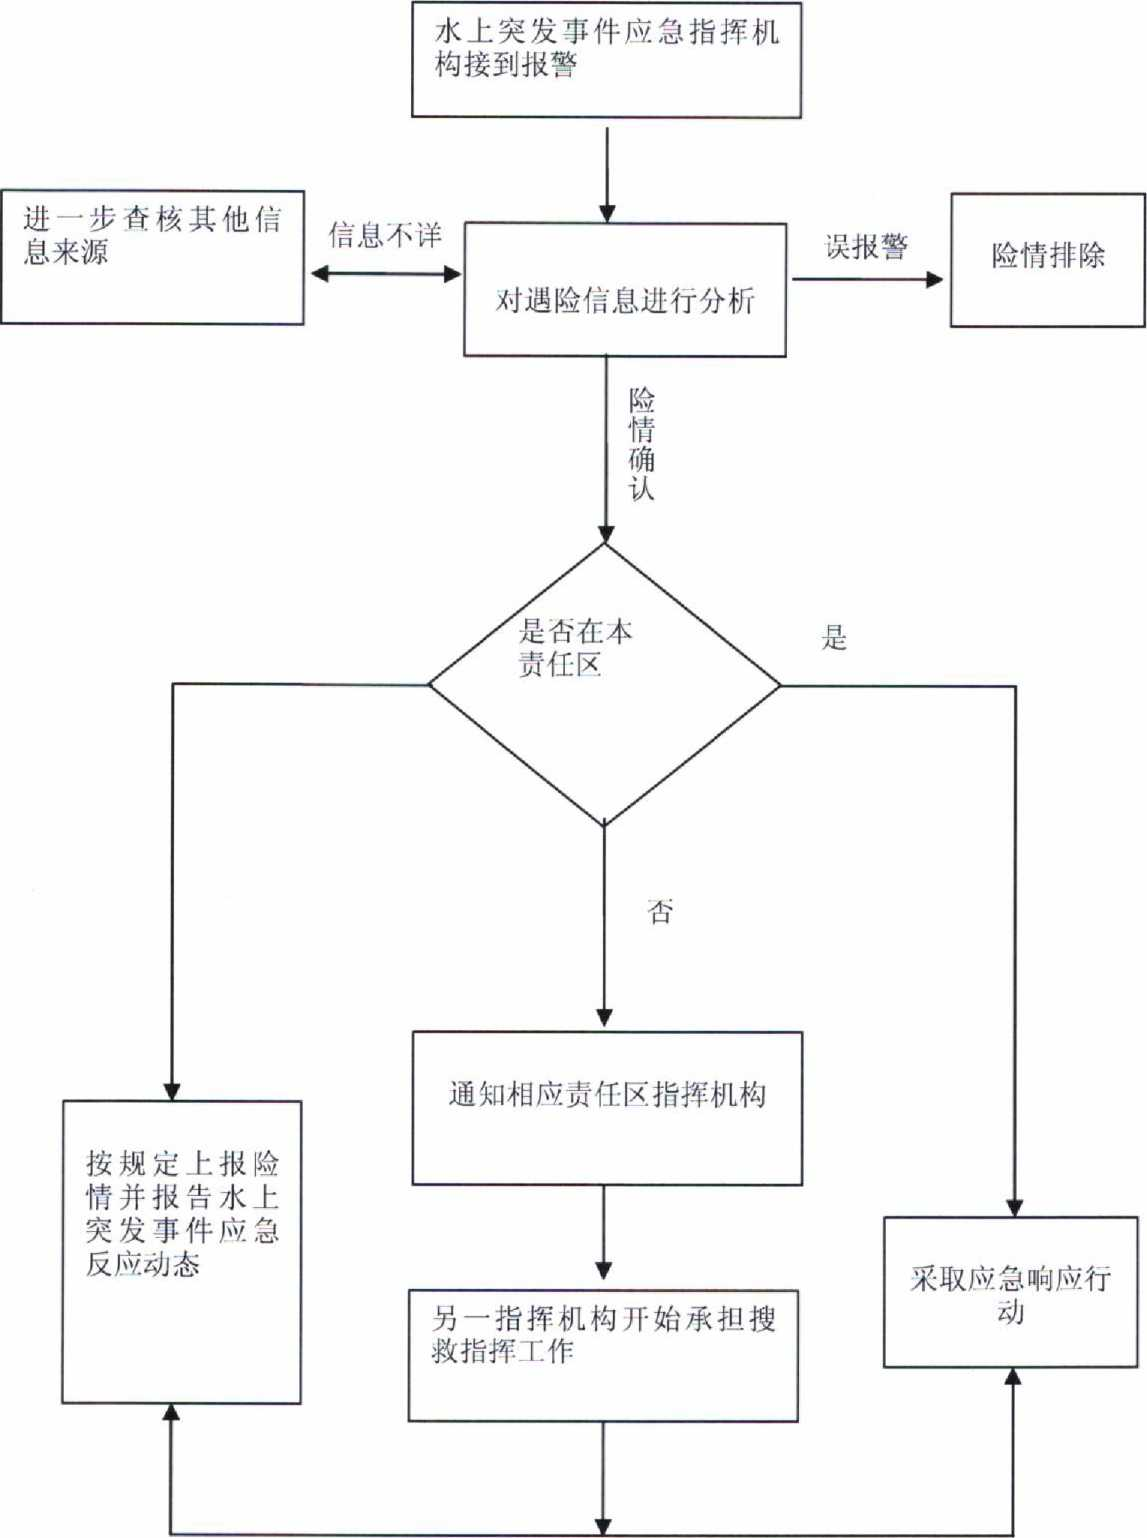 水上突发事件应急指挥机
构接到报警
进一步查核其他信
息来源
信息不详
对遇险信息进行分析
误报警
险情排除
险情确认
是否在本
责任区
是
否
通知相应责任区指挥机构
按规定上报险
情并报告水上
突发事件应急
反应动态
另一指挥机构开始承担搜
救指挥工作
采取应急响应行
动